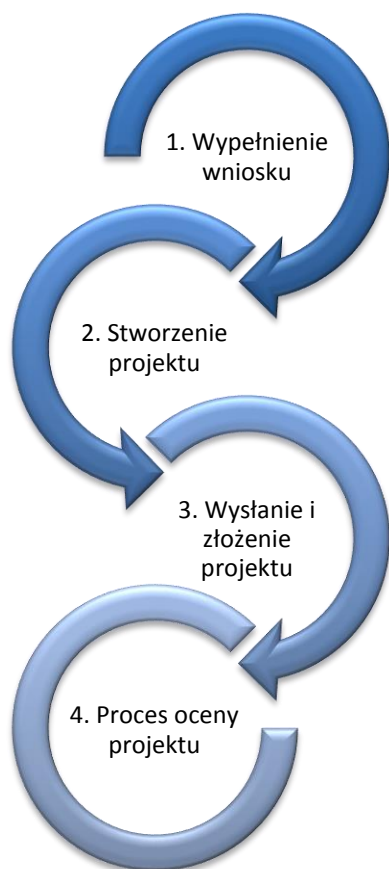 1. Wypełnienie
wniosku
2. Stworzenie
projektu
3. Wysłanie i
złożenie
projektu
4. Proces oceny
projektu